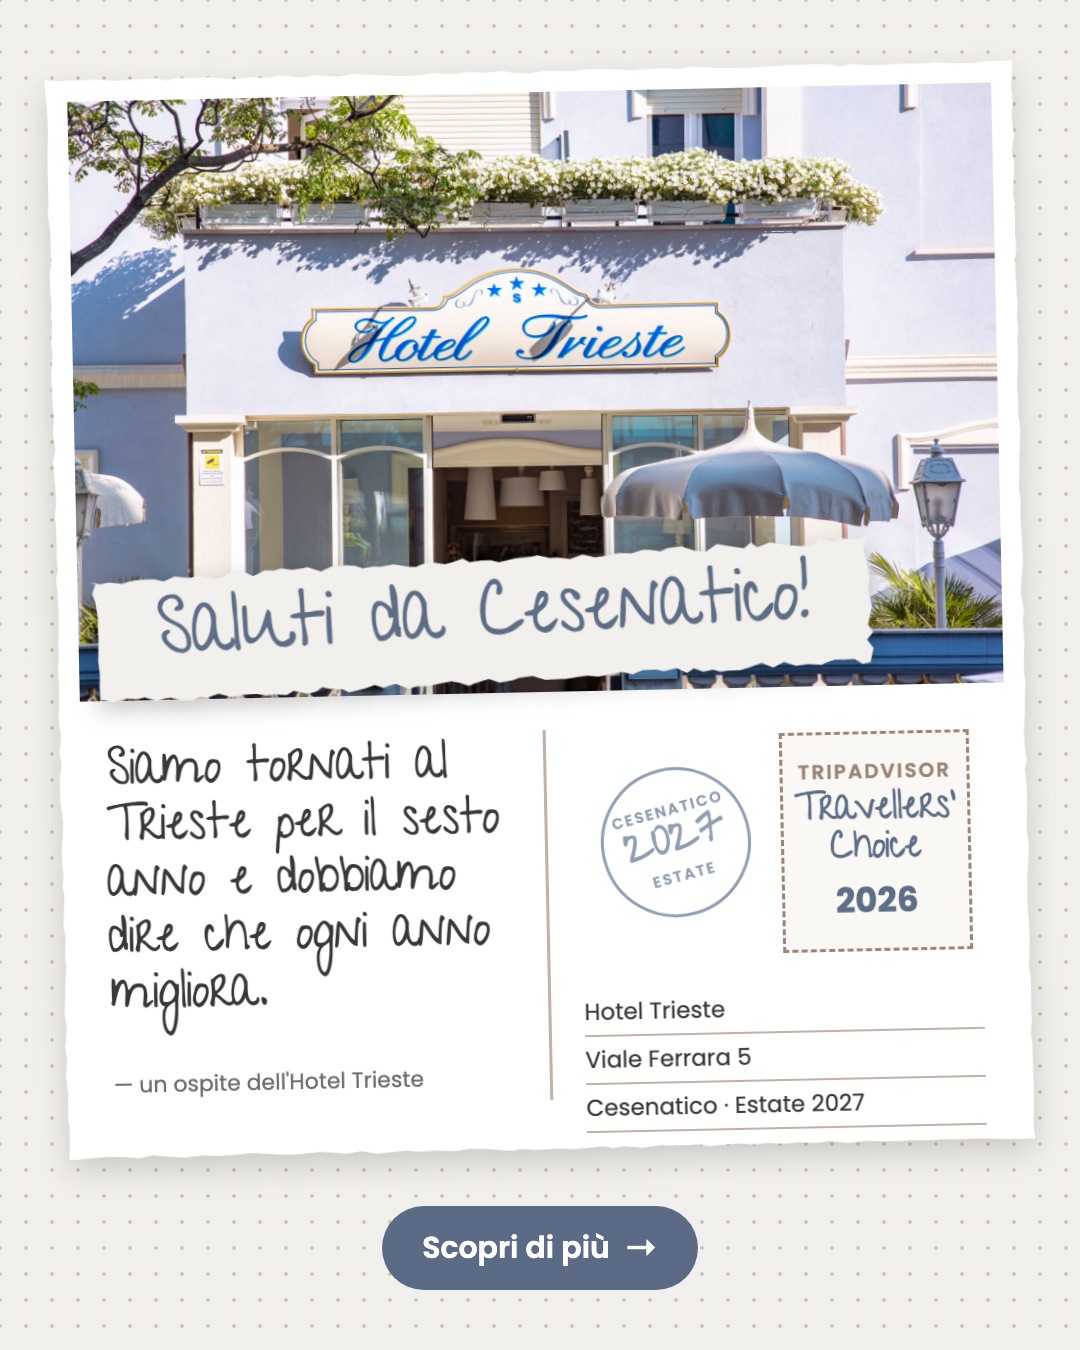 S
Hotel Trieste
Saluti da Cesenatico!
Siamo tornati al
Trieste per il sesto
anno e dobbiamo
dire che ogni anno
migliora.
— un ospite dell'Hotel Trieste
CESENATICO
2027
ESTATE
TRIPADVISOR
Travellers'
Choice
2026
Hotel Trieste
Viale Ferrara 5
Cesenatico · Estate 2027
Scopri di più →